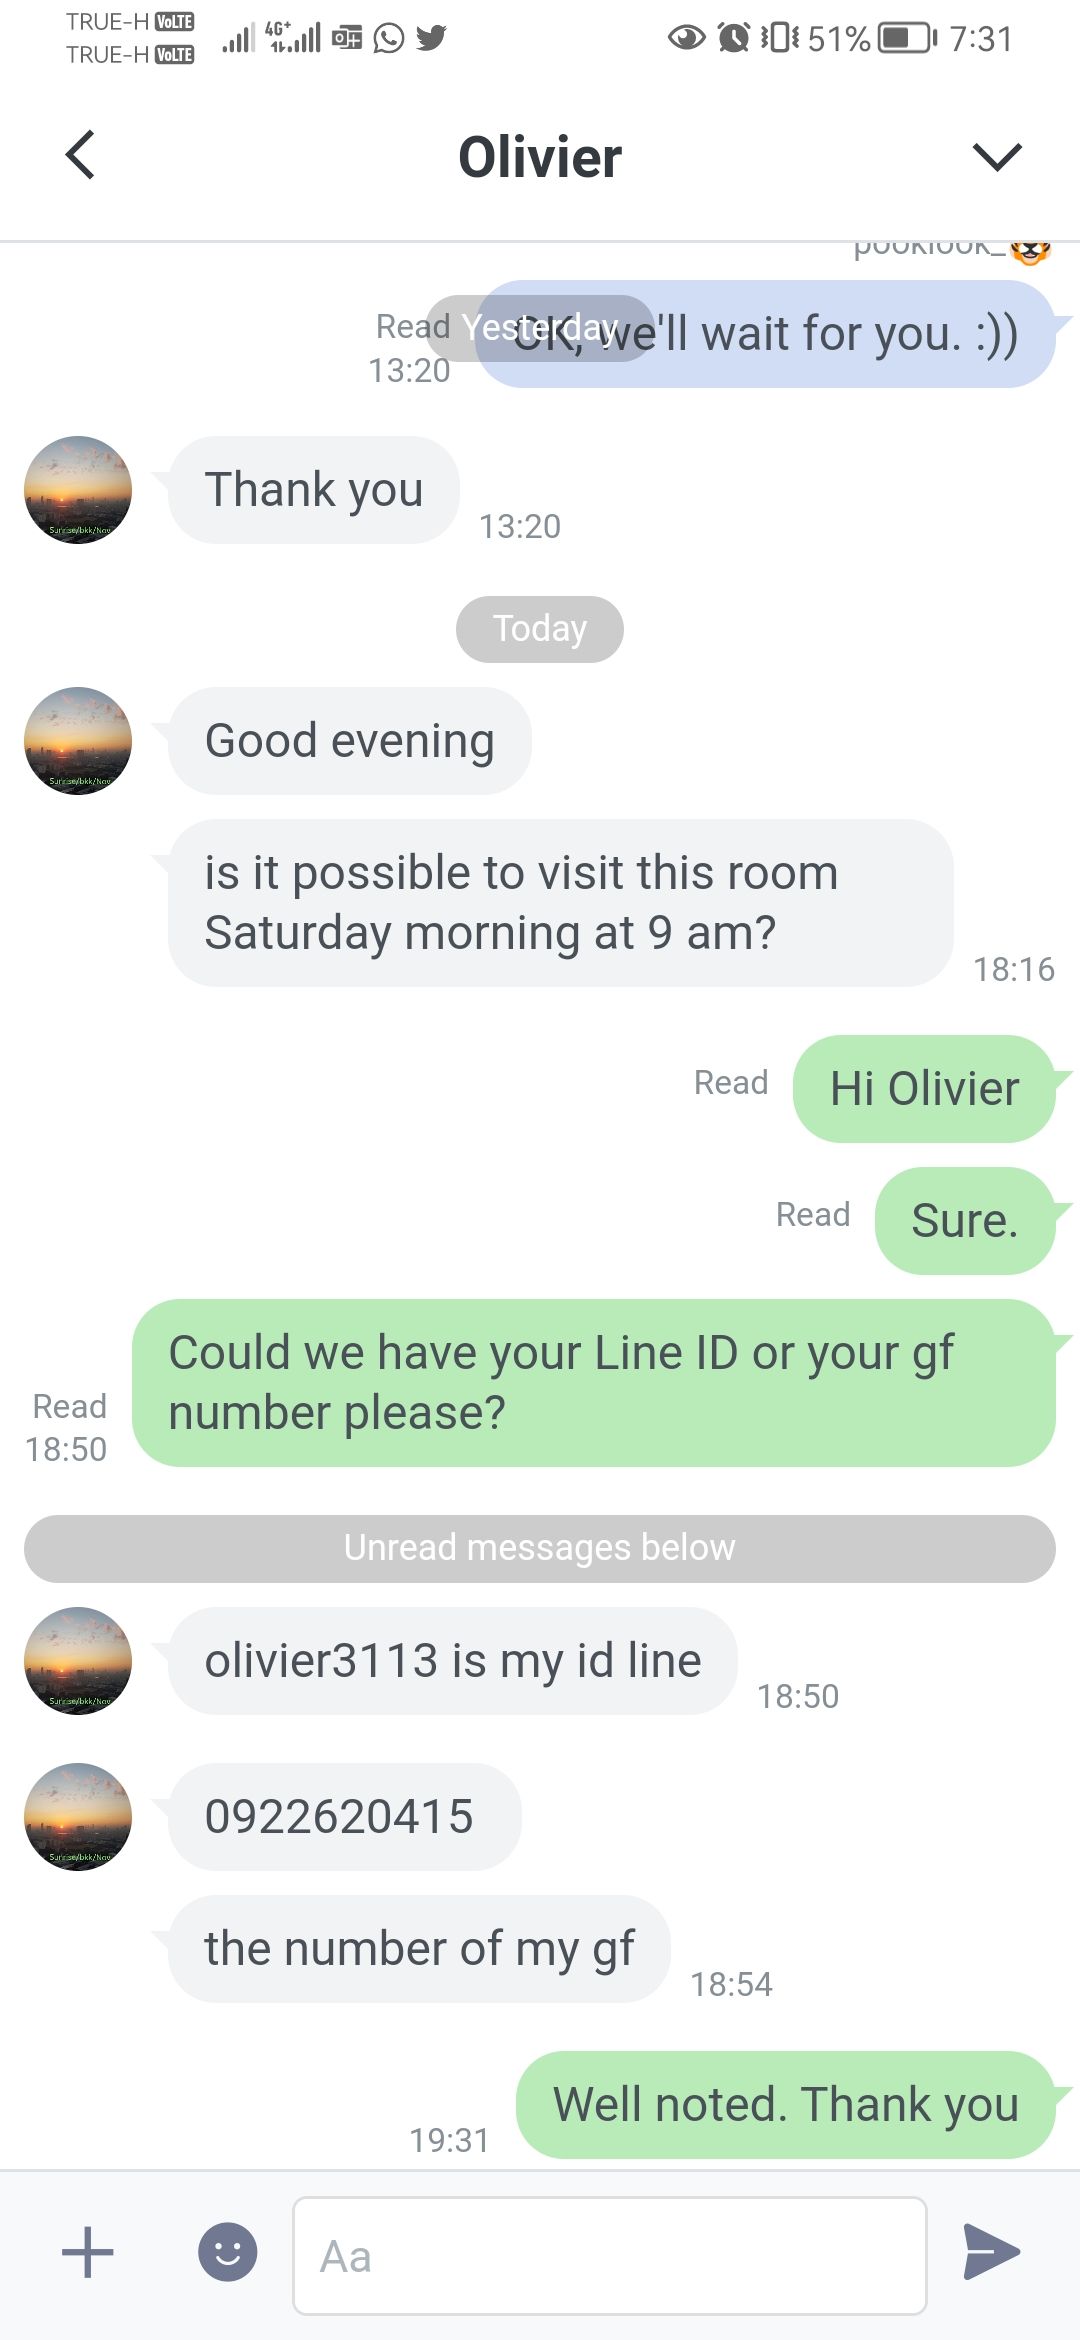 TRUE-H VoLTE
TRUE-H VoLTE
4G+
51%
7:31
Olivier
pooklook_
Yesterday
OK, we'll wait for you. :))
Read
13:20
Thank you
13:20
Today
Good evening
is it possible to visit this room
Saturday morning at 9 am?
18:16
Read
Hi Olivier
Read
Sure.
Could we have your Line ID or your gf
number please?
Read
18:50
Unread messages below
olivier3113 is my id line
18:50
0922620415
the number of my gf
18:54
Well noted. Thank you
19:31
Aa